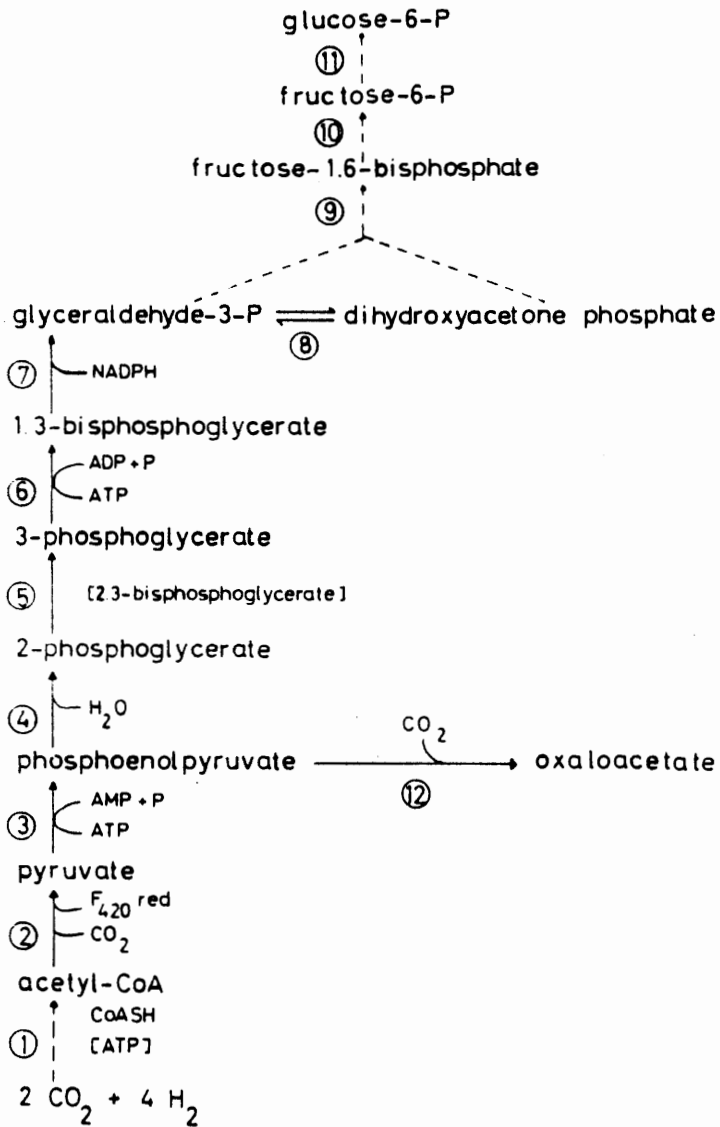 glucose-6-P
⑪
fructose-6-P
⑩
fructose-1.6-bisphosphate
⑨
glyceraldehyde-3-P ⇌ dihydroxyacetone phosphate
⑧
⑦ NADPH
1.3-bisphosphoglycerate
ADP + P
⑥
ATP
3-phosphoglycerate
⑤ [2.3-bisphosphoglycerate]
2-phosphoglycerate
④ H₂O
CO₂
phosphoenolpyruvate → oxaloacetate
⑫
AMP + P
③
ATP
pyruvate
F₄₂₀ red
② CO₂
acetyl-CoA
CoASH
① [ATP]
2 CO₂ + 4 H₂